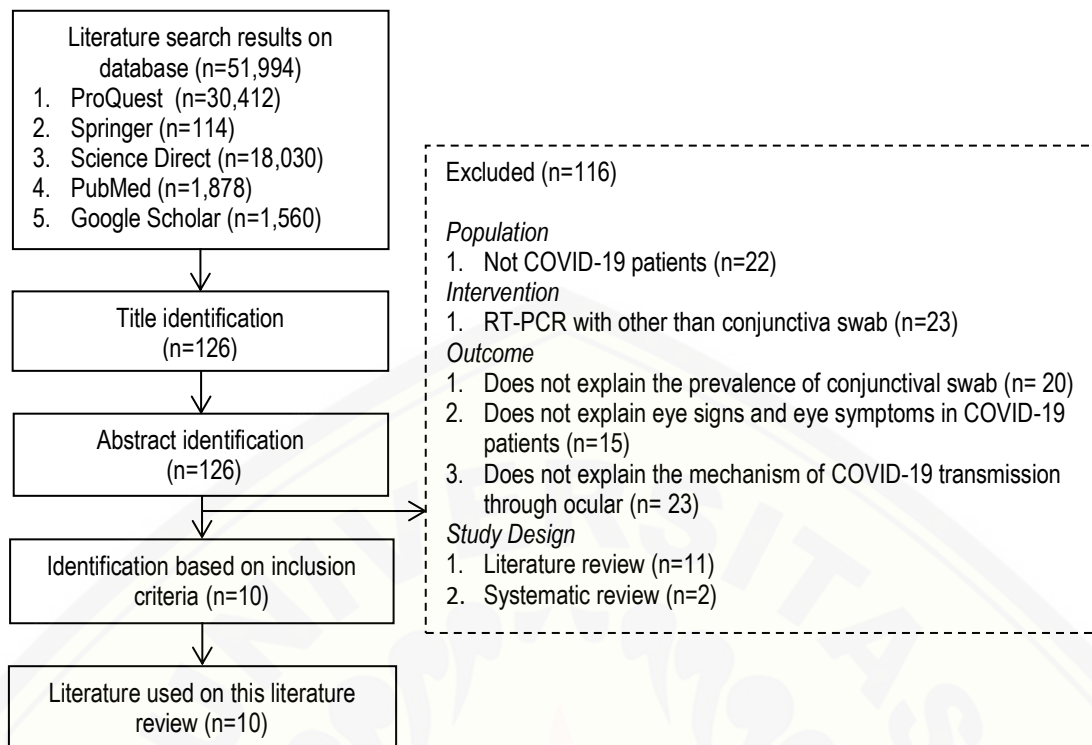 Literature search results on
database (n=51,994)
1. ProQuest (n=30,412)
2. Springer (n=114)
3. Science Direct (n=18,030)
4. PubMed (n=1,878)
5. Google Scholar (n=1,560)
Title identification
(n=126)
Abstract identification
(n=126)
Excluded (n=116)
Population
1. Not COVID-19 patients (n=22)
Intervention
1. RT-PCR with other than conjunctiva swab (n=23)
Outcome
1. Does not explain the prevalence of conjunctival swab (n= 20)
2. Does not explain eye signs and eye symptoms in COVID-19
patients (n=15)
3. Does not explain the mechanism of COVID-19 transmission
through ocular (n= 23)
Study Design
1. Literature review (n=11)
2. Systematic review (n=2)
Identification based on inclusion
criteria (n=10)
Literature used on this literature
review (n=10)
UNIVERSITAS